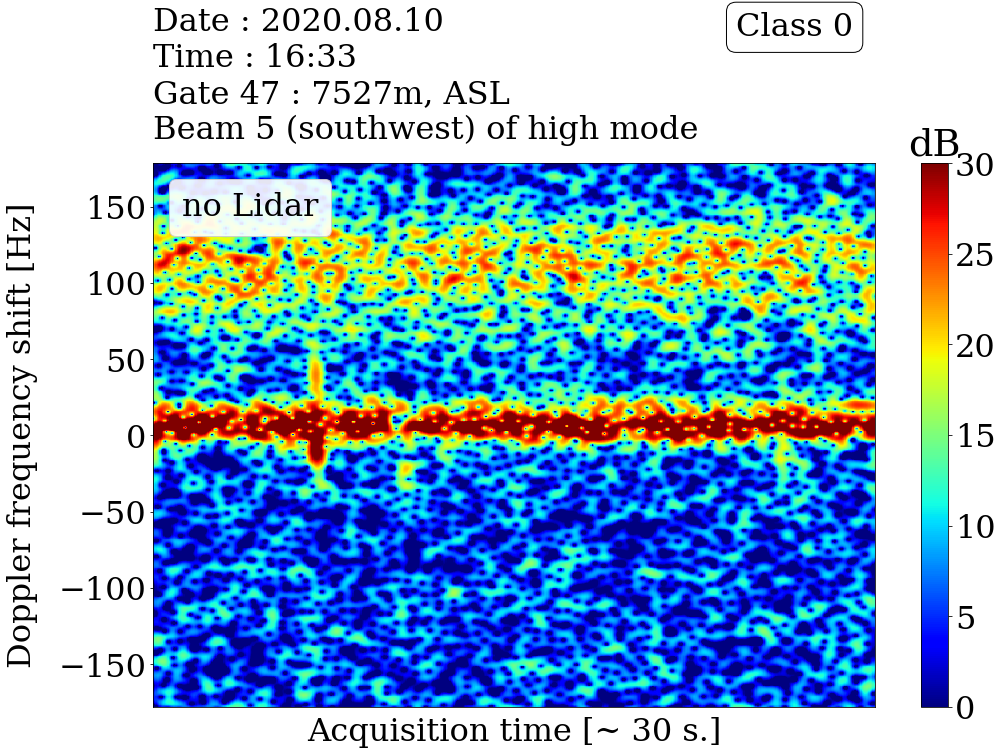 Date : 2020.08.10
Time : 16:33
Gate 47 : 7527m, ASL
Beam 5 (southwest) of high mode
Class 0
dB
no Lidar
Doppler frequency shift [Hz]
150
100
50
0
−50
−100
−150
30
25
20
15
10
5
0
Acquisition time [~ 30 s.]